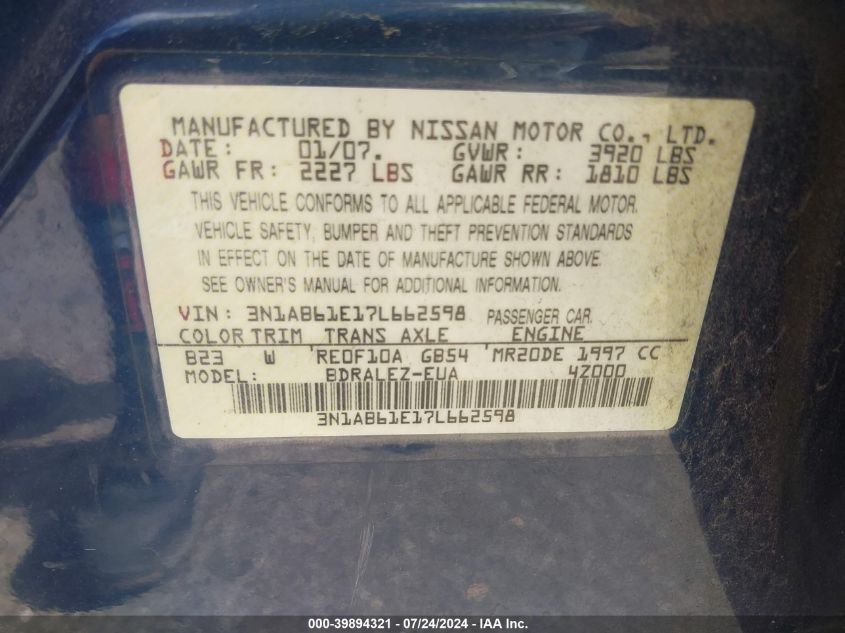 MANUFACTURED BY NISSAN MOTOR CO., LTD.
DATE: 01/07. GVWR: 3920 LBS
GAWR FR: 2227 LBS GAWR RR: 1810 LBS
THIS VEHICLE CONFORMS TO ALL APPLICABLE FEDERAL MOTOR
VEHICLE SAFETY, BUMPER AND THEFT PREVENTION STANDARDS
IN EFFECT ON THE DATE OF MANUFACTURE SHOWN ABOVE.
SEE OWNER'S MANUAL FOR ADDITIONAL INFORMATION.
VIN: 3N1AB61E17L662598 PASSENGER CAR
COLOR TRIM TRANS AXLE ENGINE
B23 W RE0F10A GB54 MR20DE 1997 CC
MODEL: BDRALEZ-EUA 4Z000
3N1AB61E17L662598
000-39894321 / 07/24/2024 - IAAI Inc.